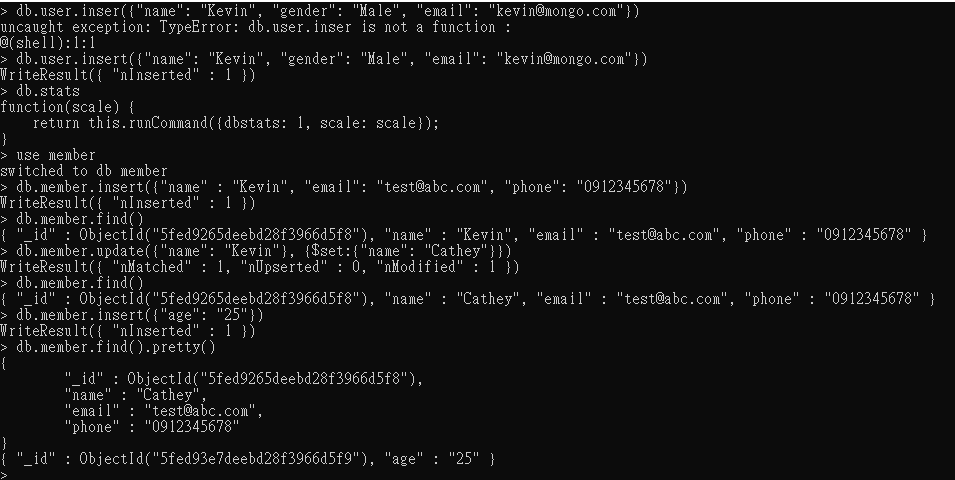 > db.user.inser({"name": "Kevin", "gender": "Male", "email": "kevin@mongo.com"})
uncaught exception: TypeError: db.user.inser is not a function :
@(shell):1:1
> db.user.insert({"name": "Kevin", "gender": "Male", "email": "kevin@mongo.com"})
WriteResult({ "nInserted" : 1 })
> db.stats
function(scale) {
    return this.runCommand({dbstats: 1, scale: scale});
}
> use member
switched to db member
> db.member.insert({"name" : "Kevin", "email": "test@abc.com", "phone": "0912345678"})
WriteResult({ "nInserted" : 1 })
> db.member.find()
{ "_id" : ObjectId("5fed9265deebd28f3966d5f8"), "name" : "Kevin", "email" : "test@abc.com", "phone" : "0912345678" }
> db.member.update({"name": "Kevin"}, {$set:{"name": "Cathey"}})
WriteResult({ "nMatched" : 1, "nUpserted" : 0, "nModified" : 1 })
> db.member.find()
{ "_id" : ObjectId("5fed9265deebd28f3966d5f8"), "name" : "Cathey", "email" : "test@abc.com", "phone" : "0912345678" }
> db.member.insert({"age": "25"})
WriteResult({ "nInserted" : 1 })
> db.member.find().pretty()
{
        "_id" : ObjectId("5fed9265deebd28f3966d5f8"),
        "name" : "Cathey",
        "email" : "test@abc.com",
        "phone" : "0912345678"
}
{ "_id" : ObjectId("5fed93e7deebd28f3966d5f9"), "age" : "25" }
>